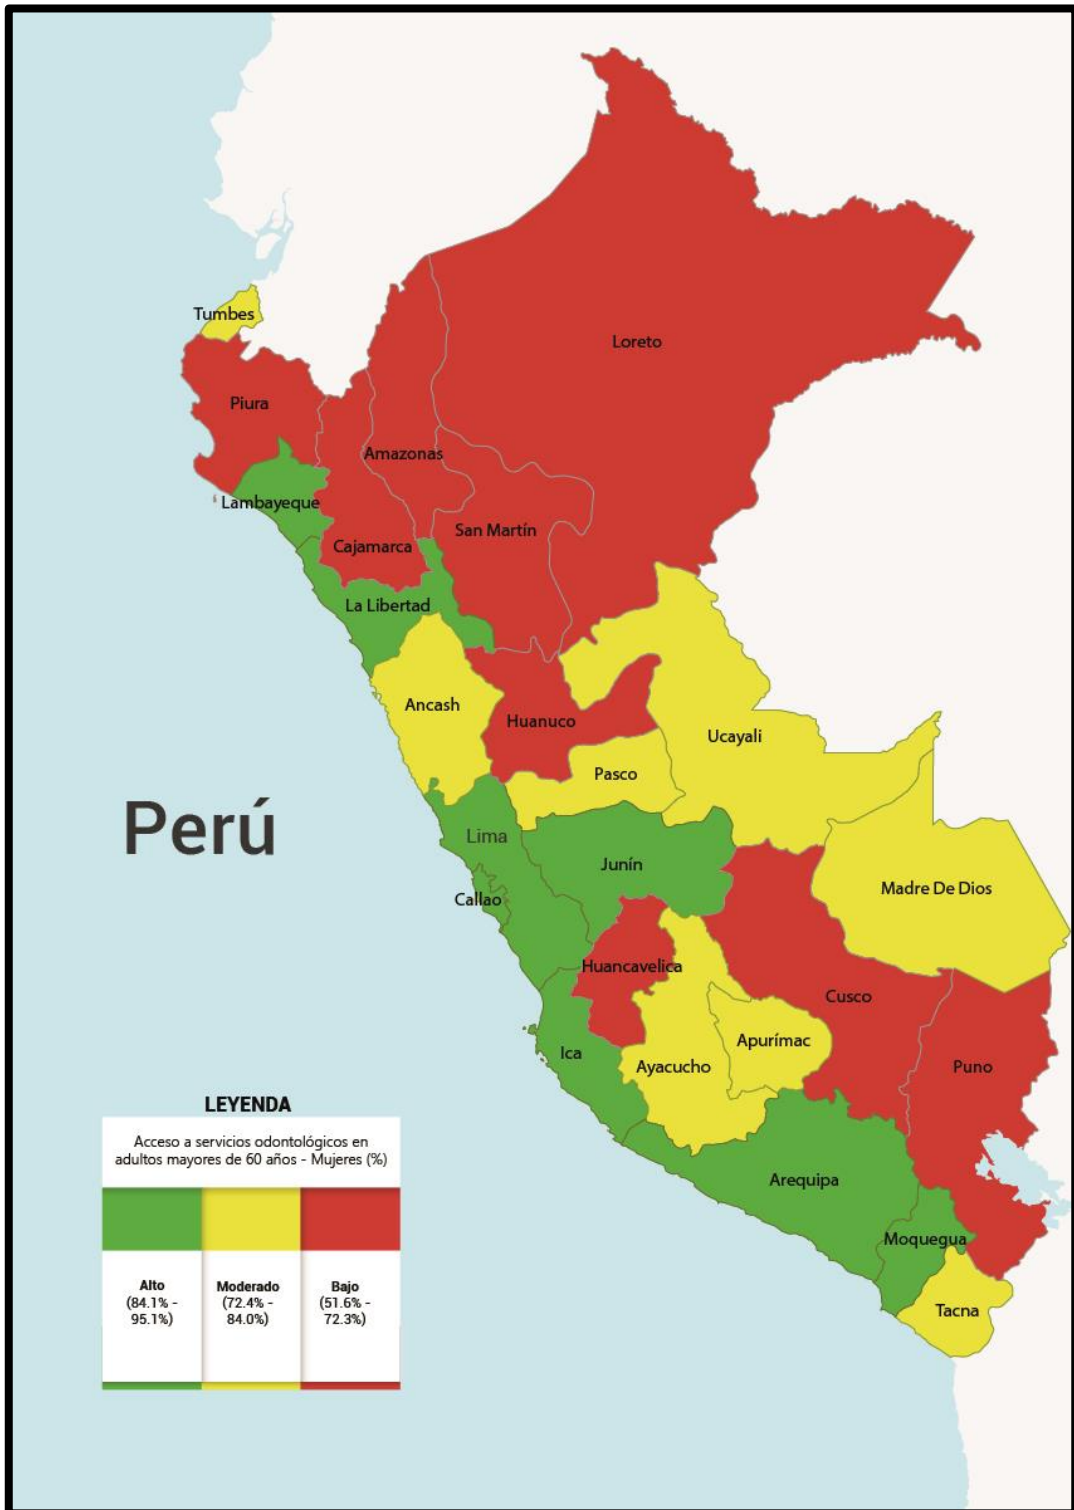 Tumbes
Loreto
Piura
Amazonas
Lambayeque
San Martín
Cajamarca
La Libertad
Ancash
Huanuco
Ucayali
Pasco
Perú
Lima
Junín
Madre De Dios
Callao
Huancavelica
Cusco
Apurímac
Ica
Ayacucho
Puno
Arequipa
Moquegua
Tacna
LEYENDA
Acceso a servicios odontológicos en
adultos mayores de 60 años - Mujeres (%)
Alto
(84.1% -
95.1%)
Moderado
(72.4% -
84.0%)
Bajo
(51.6% -
72.3%)